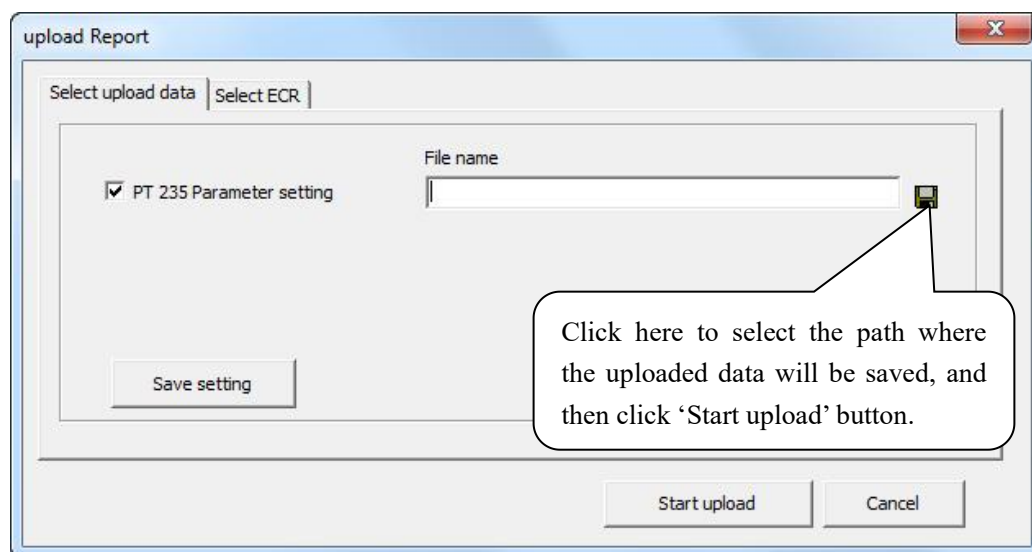 upload Report
Select upload data
Select ECR
File name
PT 235 Parameter setting
Click here to select the path where
the uploaded data will be saved, and
then click ‘Start upload’ button.
Save setting
Start upload
Cancel